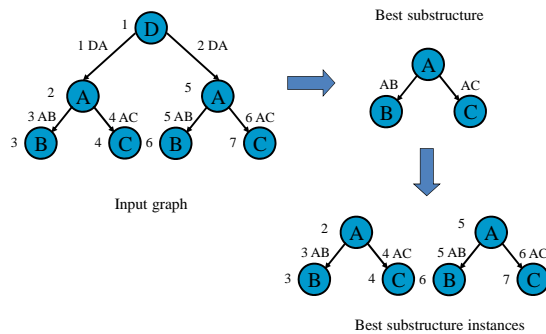 Best substructure
1 D
1 DA 2 DA
2 A 5 A
3 AB 4 AC 5 AB 6 AC
3 B 4 C 6 B 7 C
Input graph
A
AB AC
B C
2 A 5 A
3 AB 4 AC 5 AB 6 AC
3 B 4 C 6 B 7 C
Best substructure instances